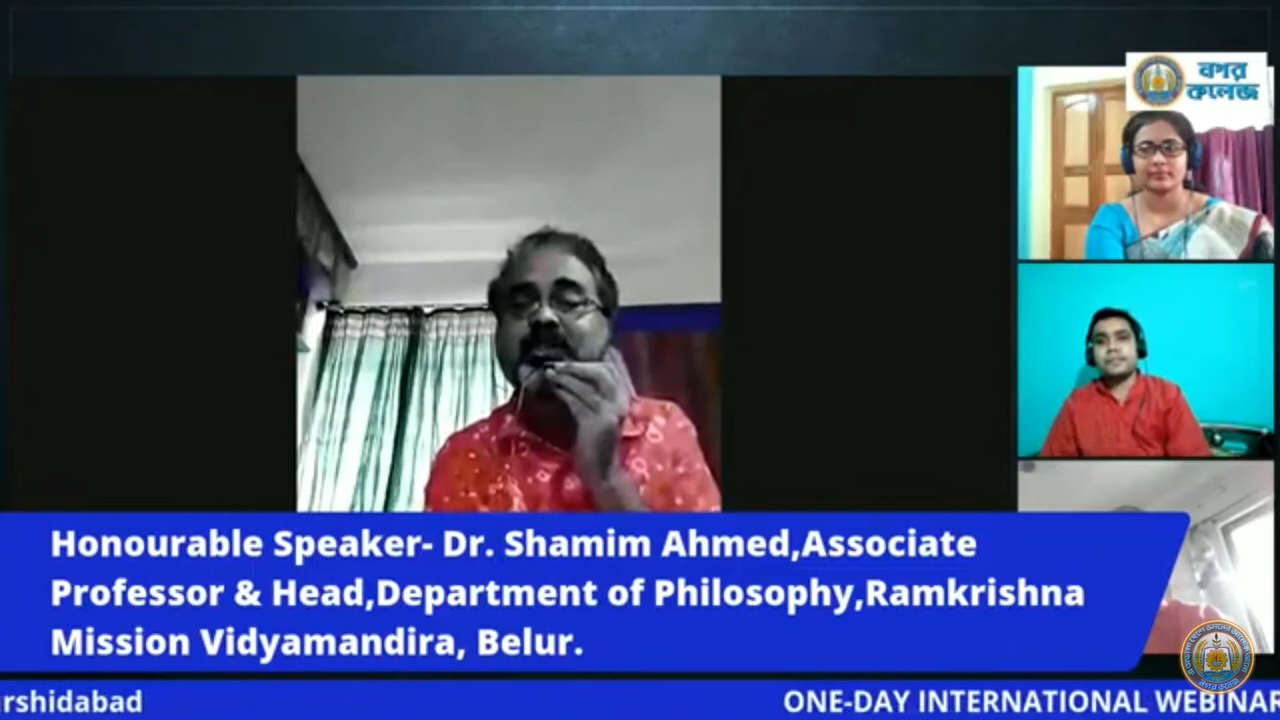 নগর
কলেজ
Honourable Speaker- Dr. Shamim Ahmed,Associate
Professor & Head,Department of Philosophy,Ramkrishna
Mission Vidyamandira, Belur.
rshidabad
ONE-DAY INTERNATIONAL WEBINAR